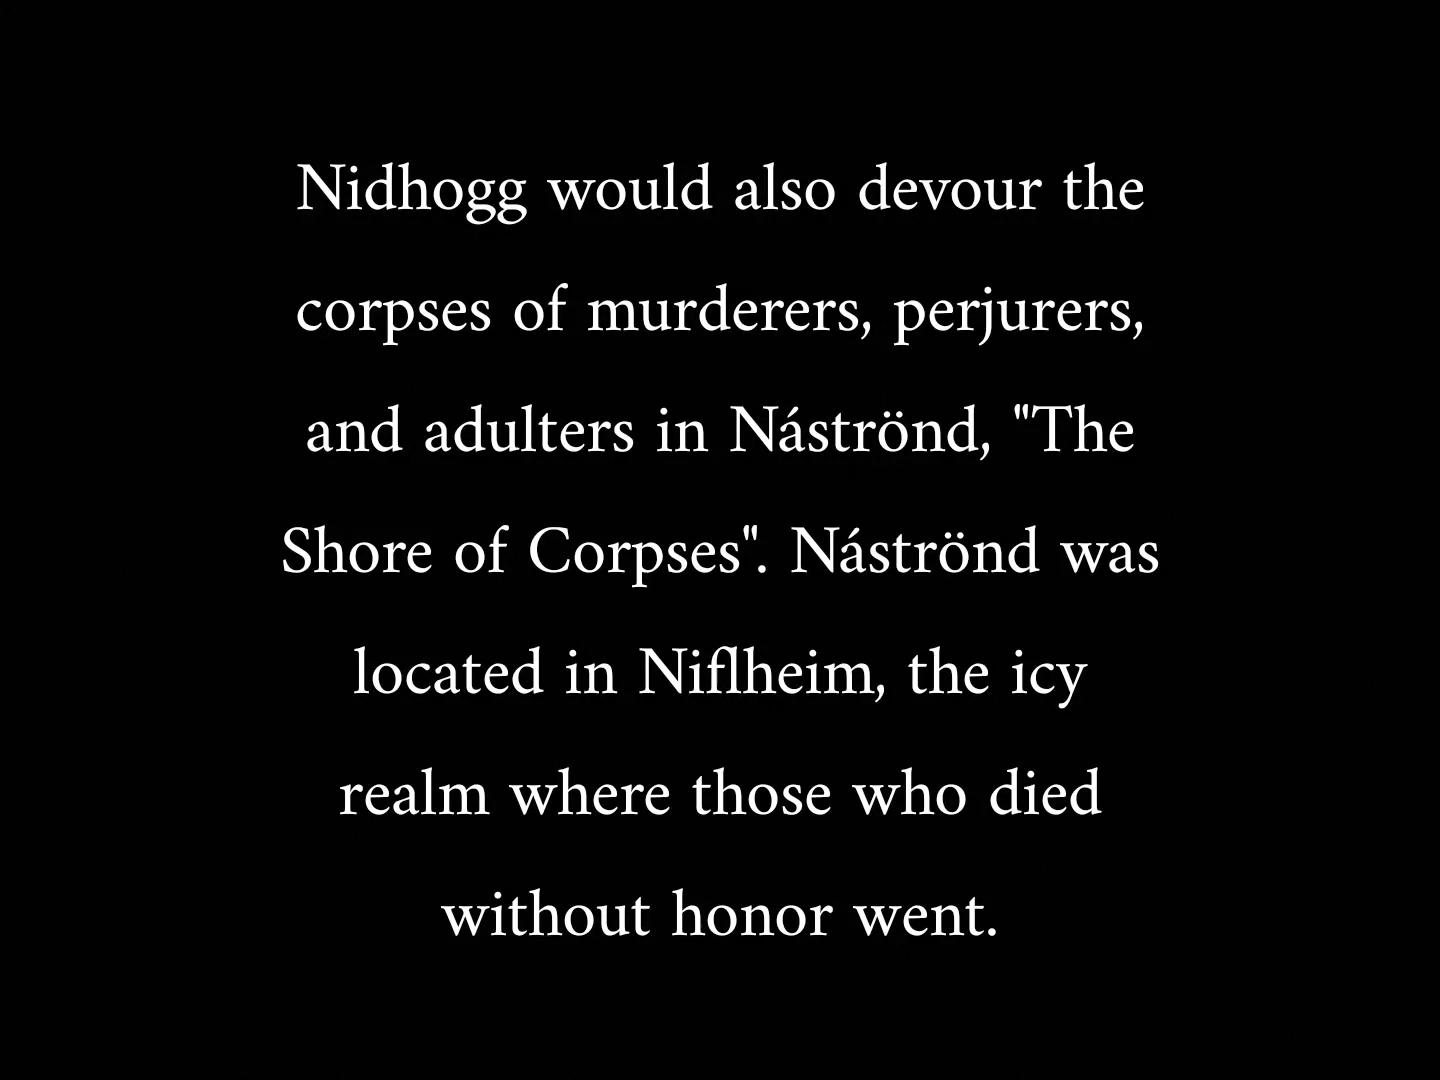 Nidhogg would also devour the
corpses of murderers, perjurers,
and adulters in Náströnd, "The
Shore of Corpses". Náströnd was
located in Niflheim, the icy
realm where those who died
without honor went.